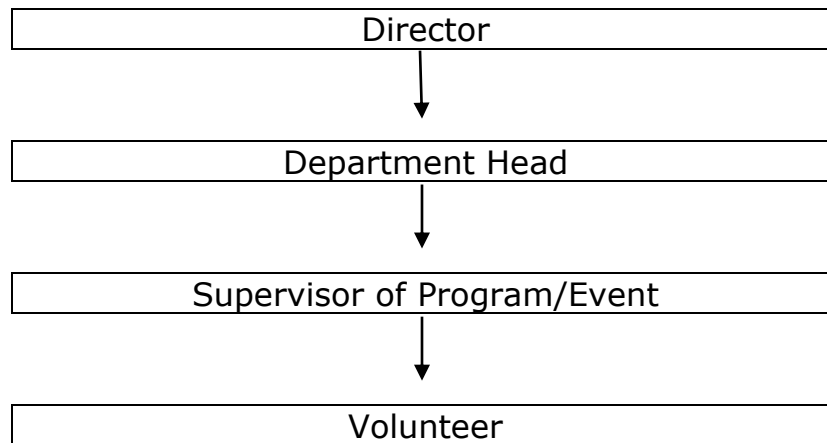 Director
Department Head
Supervisor of Program/Event
Volunteer